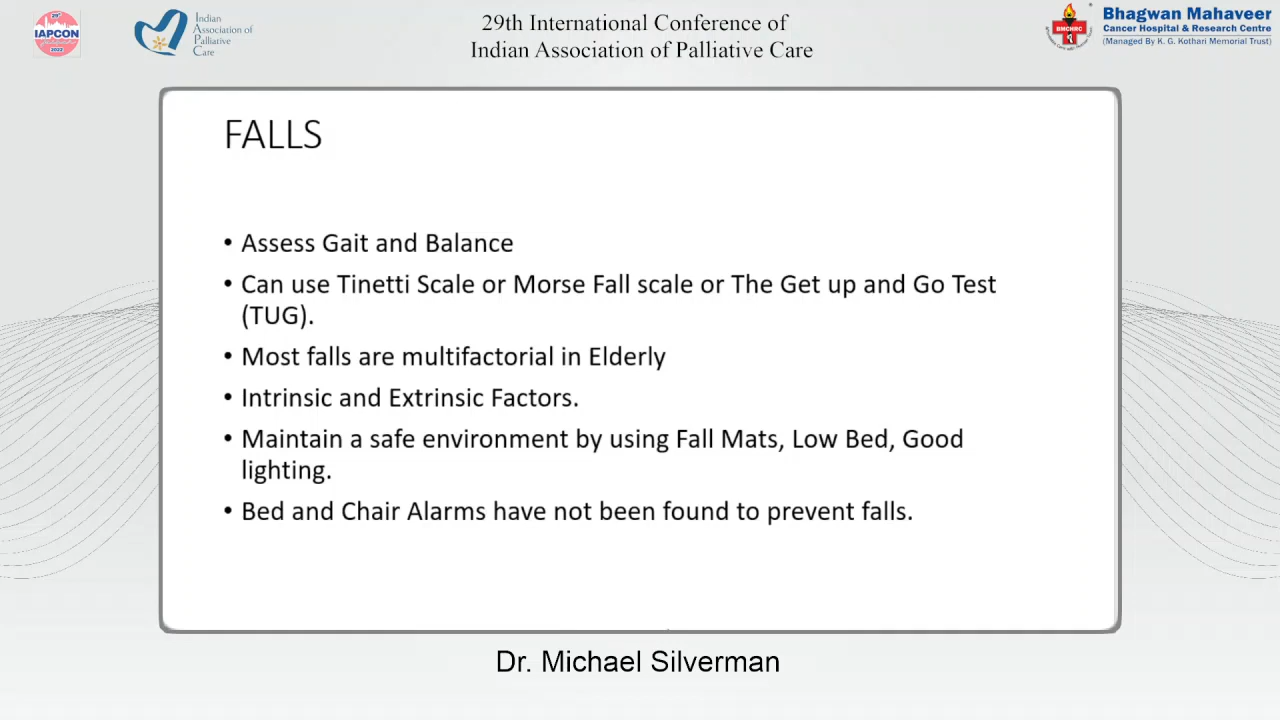 29th
IAPCON
2022
Indian
Association of
Palliative
Care
29th International Conference of
Indian Association of Palliative Care
BMCHRC
Bhagwan Mahaveer
Cancer Hospital & Research Centre
(Managed By K. G. Kothari Memorial Trust)
FALLS
• Assess Gait and Balance
• Can use Tinetti Scale or Morse Fall scale or The Get up and Go Test
(TUG).
• Most falls are multifactorial in Elderly
• Intrinsic and Extrinsic Factors.
• Maintain a safe environment by using Fall Mats, Low Bed, Good
lighting.
• Bed and Chair Alarms have not been found to prevent falls.
Dr. Michael Silverman